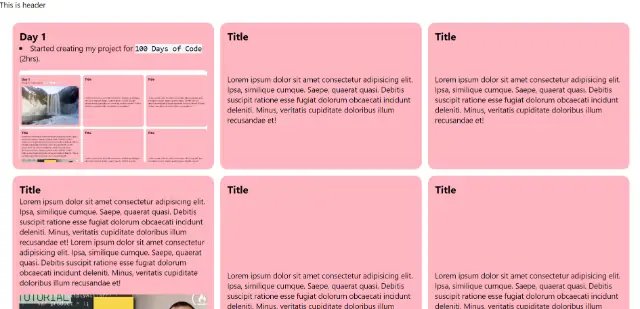 This is header
Day 1
Started creating my project for 100 Days of Code
(2hrs).
Title
Lorem ipsum dolor sit amet consectetur adipisicing elit.
Ipsa, similique cumque. Saepe, quaerat quasi. Debitis
suscipit ratione esse fugiat dolorum obcaecati incidunt
deleniti. Minus, veritatis cupiditate doloribus illum
recusandae et!
Title
Lorem ipsum dolor sit amet consectetur adipisicing elit.
Ipsa, similique cumque. Saepe, quaerat quasi. Debitis
suscipit ratione esse fugiat dolorum obcaecati incidunt
deleniti. Minus, veritatis cupiditate doloribus illum
recusandae et!
Title
Lorem ipsum dolor sit amet consectetur adipisicing elit.
Ipsa, similique cumque. Saepe, quaerat quasi. Debitis
suscipit ratione esse fugiat dolorum obcaecati incidunt
deleniti. Minus, veritatis cupiditate doloribus illum
recusandae et! Lorem ipsum dolor sit amet consectetur
adipisicing elit. Ipsa, similique cumque. Saepe, quaerat
quasi. Debitis suscipit ratione esse fugiat dolorum
obcaecati incidunt deleniti. Minus, veritatis cupiditate
doloribus illum recusandae et!
TUTORIAL
Title
Lorem ipsum dolor sit amet consectetur adipisicing elit.
Ipsa, similique cumque. Saepe, quaerat quasi. Debitis
suscipit ratione esse fugiat dolorum obcaecati incidunt
Title
Lorem ipsum dolor sit amet consectetur adipisicing elit.
Ipsa, similique cumque. Saepe, quaerat quasi. Debitis
suscipit ratione esse fugiat dolorum obcaecati incidunt